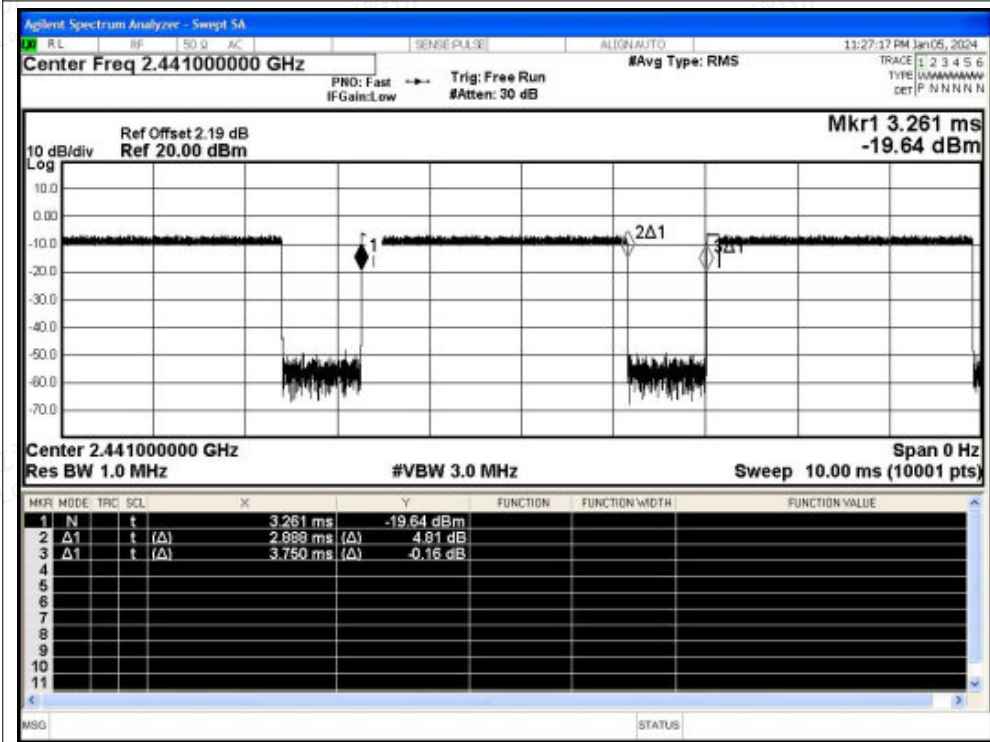 Agilent Spectrum Analyzer - Swept SA
RL RF 50 Ω AC SENSE:PULSE ALIGNAUTO 11:27:17 PM Jan 05, 2024
Center Freq 2.441000000 GHz #Avg Type: RMS TRACE 1 2 3 4 5 6
PNO: Fast Trig: Free Run TYPE
IFGain:Low #Atten: 30 dB DET P N N N N N
Mkr1 3.261 ms
Ref Offset 2.19 dB
10 dB/div Ref 20.00 dBm -19.64 dBm
Log
10.0
0.00
2Δ1
-10.0 1 3Δ1
-20.0
-30.0
-40.0
-50.0
-60.0
-70.0
Center 2.441000000 GHz Span 0 Hz
Res BW 1.0 MHz #VBW 3.0 MHz Sweep 10.00 ms (10001 pts)
MKR MODE TRC SCL X Y FUNCTION FUNCTION WIDTH FUNCTION VALUE
1 N t 3.261 ms -19.64 dBm
2 Δ1 t (Δ) 2.888 ms (Δ) 4.81 dB
3 Δ1 t (Δ) 3.750 ms (Δ) -0.16 dB
4
5
6
7
8
9
10
11
MSG STATUS